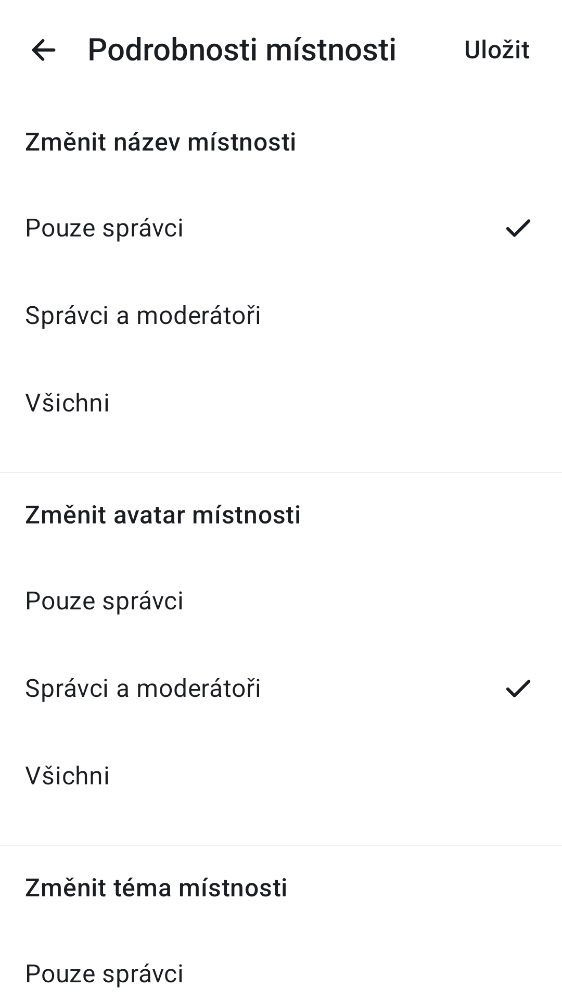 Podrobnosti místnosti
Uložit
Změnit název místnosti
Pouze správci
Správci a moderátoři
Všichni
Změnit avatar místnosti
Pouze správci
Správci a moderátoři
Všichni
Změnit téma místnosti
Pouze správci